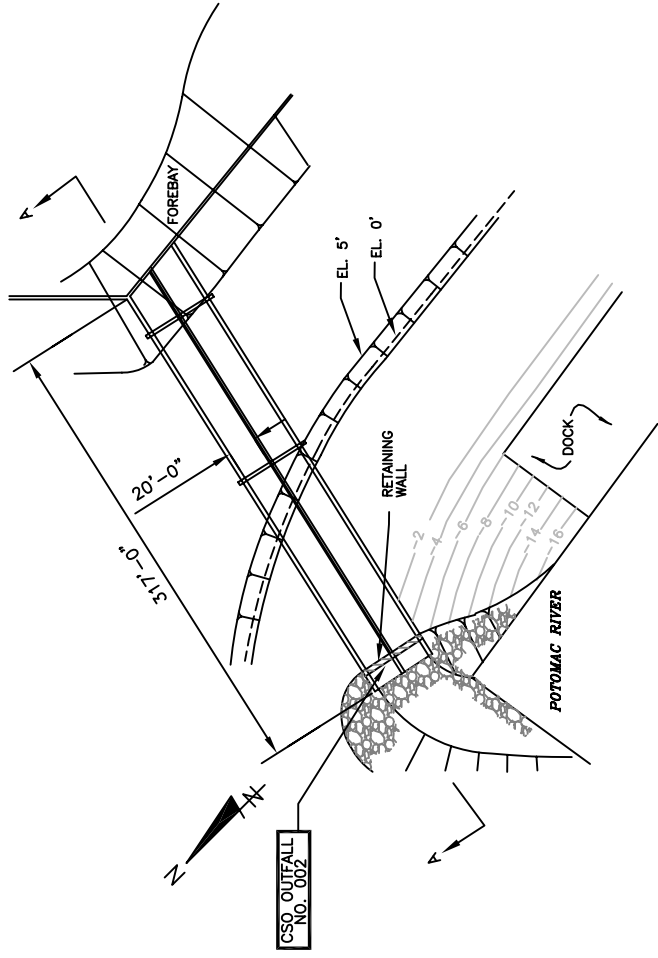 A
FOREBAY
EL. 5'
EL. 0'
20'-0"
317'-0"
RETAINING
WALL
DOCK
-2
-4
-6
-8
-10
-12
-14
-16
POTOMAC RIVER
N
N
A
CSO OUTFALL
NO. 002